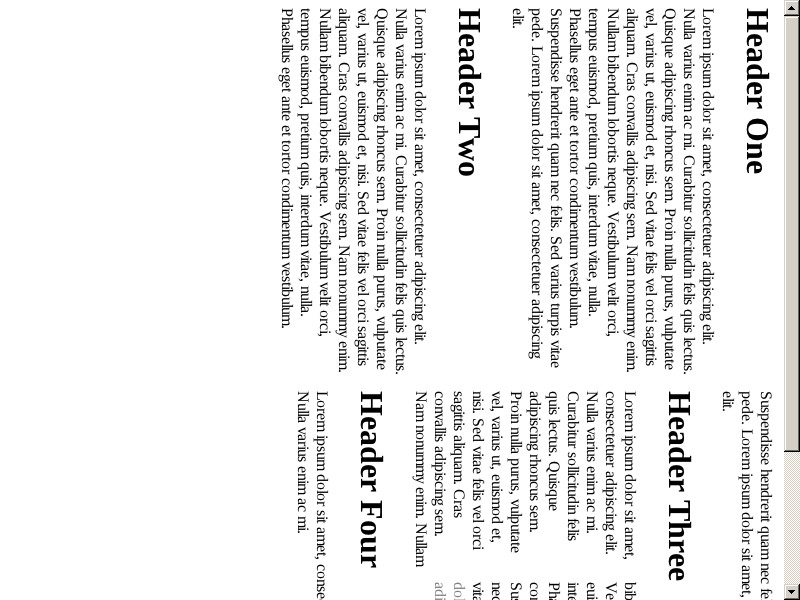 Header One
Lorem ipsum dolor sit amet, consectetuer adipiscing elit.
Nulla varius enim ac mi. Curabitur sollicitudin felis quis lectus.
Quisque adipiscing rhoncus sem. Proin nulla purus, vulputate
vel, varius ut, euismod et, nisi. Sed vitae felis vel orci sagittis
aliquam. Cras convallis adipiscing sem. Nam nonummy enim.
Nullam bibendum lobortis neque. Vestibulum velit orci,
tempus euismod, pretium quis, interdum vitae, nulla.
Phasellus eget ante et tortor condimentum vestibulum.
Suspendisse hendrerit quam nec felis. Sed varius turpis vitae
pede. Lorem ipsum dolor sit amet, consectetuer adipiscing
elit.
Header Two
Lorem ipsum dolor sit amet, consectetuer adipiscing elit.
Nulla varius enim ac mi. Curabitur sollicitudin felis quis lectus.
Quisque adipiscing rhoncus sem. Proin nulla purus, vulputate
vel, varius ut, euismod et, nisi. Sed vitae felis vel orci sagittis
aliquam. Cras convallis adipiscing sem. Nam nonummy enim.
Nullam bibendum lobortis neque. Vestibulum velit orci,
tempus euismod, pretium quis, interdum vitae, nulla.
Phasellus eget ante et tortor condimentum vestibulum.
Suspendisse hendrerit quam nec fe
pede. Lorem ipsum dolor sit amet,
elit.
Header Three
Lorem ipsum dolor sit amet,
consectetuer adipiscing elit.
Nulla varius enim ac mi.
Curabitur sollicitudin felis
quis lectus. Quisque
adipiscing rhoncus sem.
Proin nulla purus, vulputate
vel, varius ut, euismod et,
nisi. Sed vitae felis vel orci
sagittis aliquam. Cras
convallis adipiscing sem.
Nam nonummy enim. Nullam
bib
Ve
eui
inte
Pha
co
Sus
nec
vita
dol
adi
Header Four
Lorem ipsum dolor sit amet, conse
Nulla varius enim ac mi.